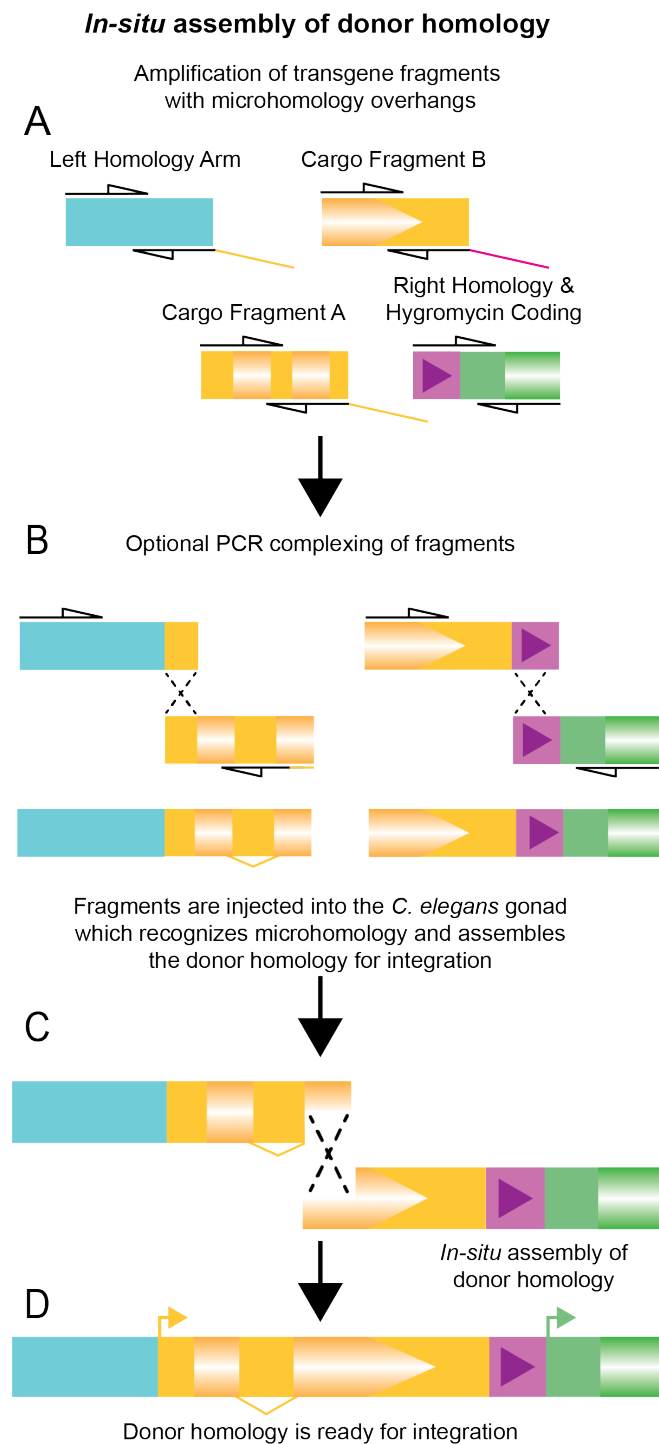 In-situ assembly of donor homology
Amplification of transgene fragments
with microhomology overhangs
A
Left Homology Arm
Cargo Fragment B
Right Homology &
Hygromycin Coding
Cargo Fragment A
B
Optional PCR complexing of fragments
Fragments are injected into the C. elegans gonad
which recognizes microhomology and assembles
the donor homology for integration
C
In-situ assembly of
donor homology
D
Donor homology is ready for integration